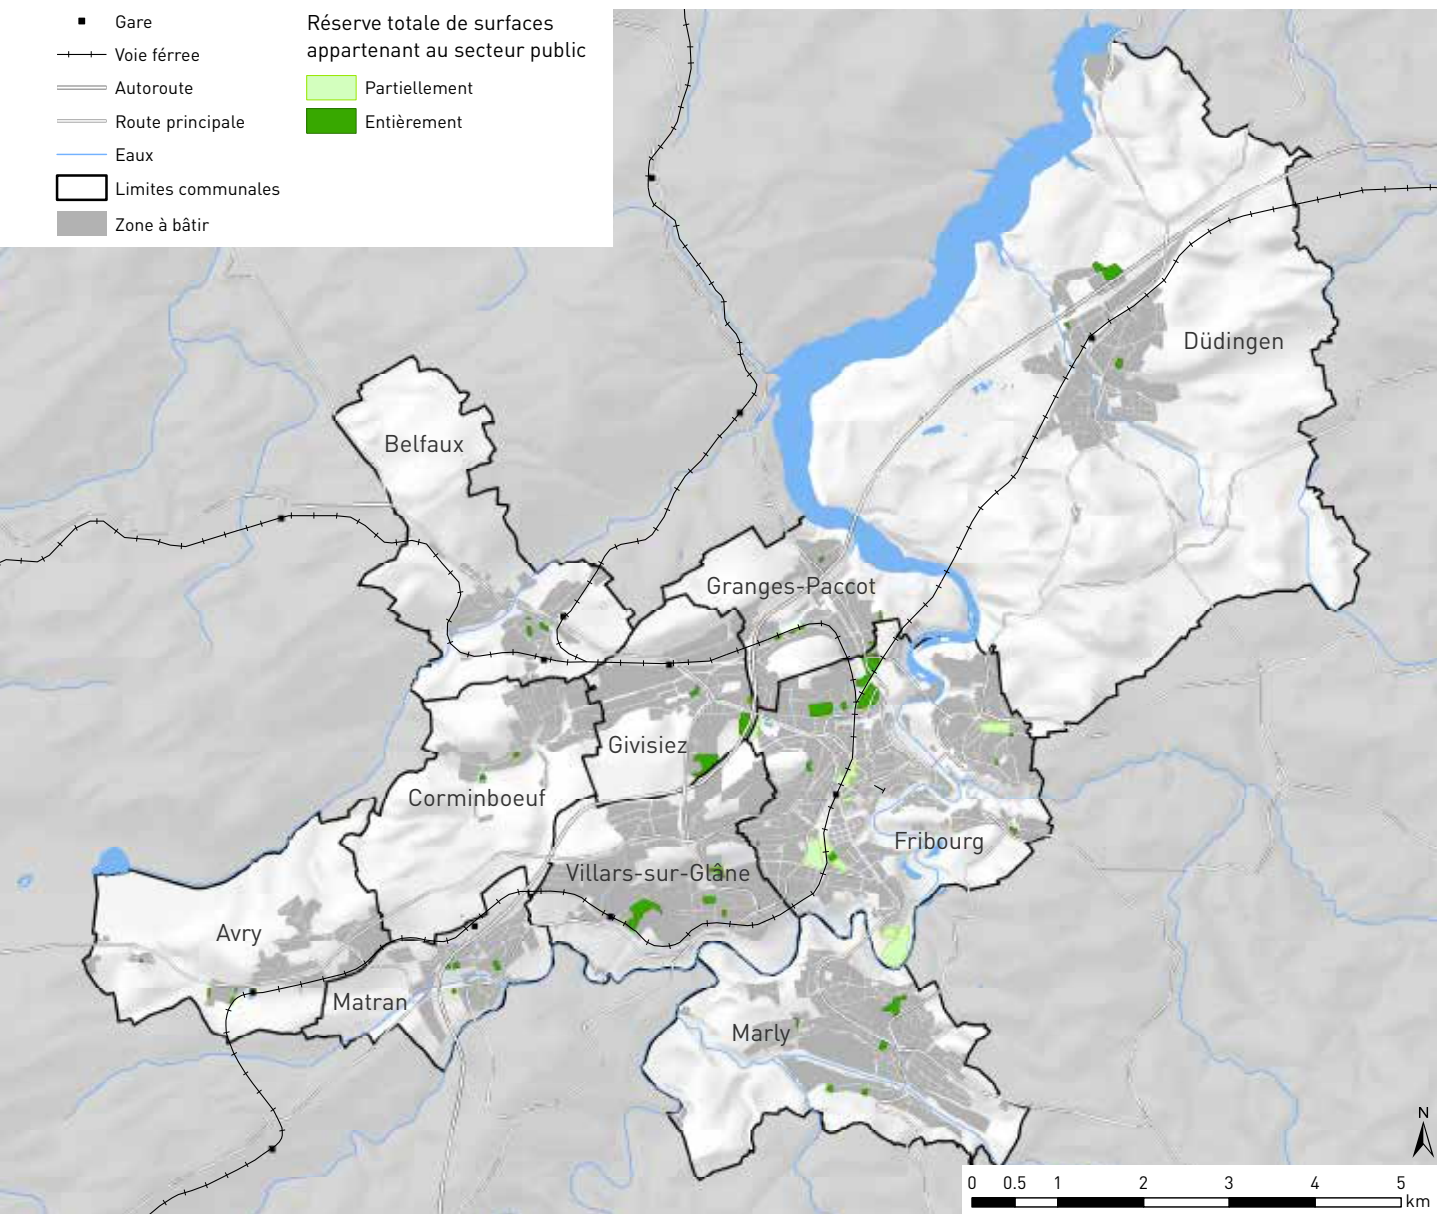 Gare
Voie férree
Autoroute
Route principale
Eaux
Limites communales
Zone à bâtir
Réserve totale de surfaces
appartenant au secteur public
Partiellement
Entièrement
Düdingen
Belfaux
Granges-Paccot
Givisiez
Corminboeuf
Fribourg
Villars-sur-Glâne
Avry
Matran
Marly
N
0 0.5 1 2 3 4 5
km